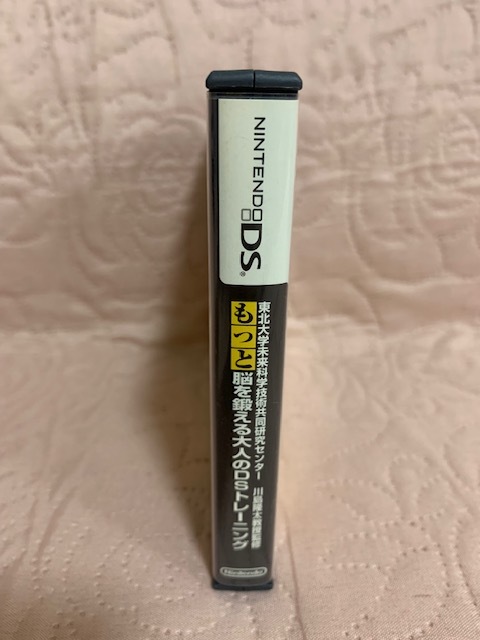 NINTENDO
DS®
東北大学未来科学技術共同研究センター 川島隆太教授監修
もっと脳を鍛える大人のDSトレーニング
Nintendo